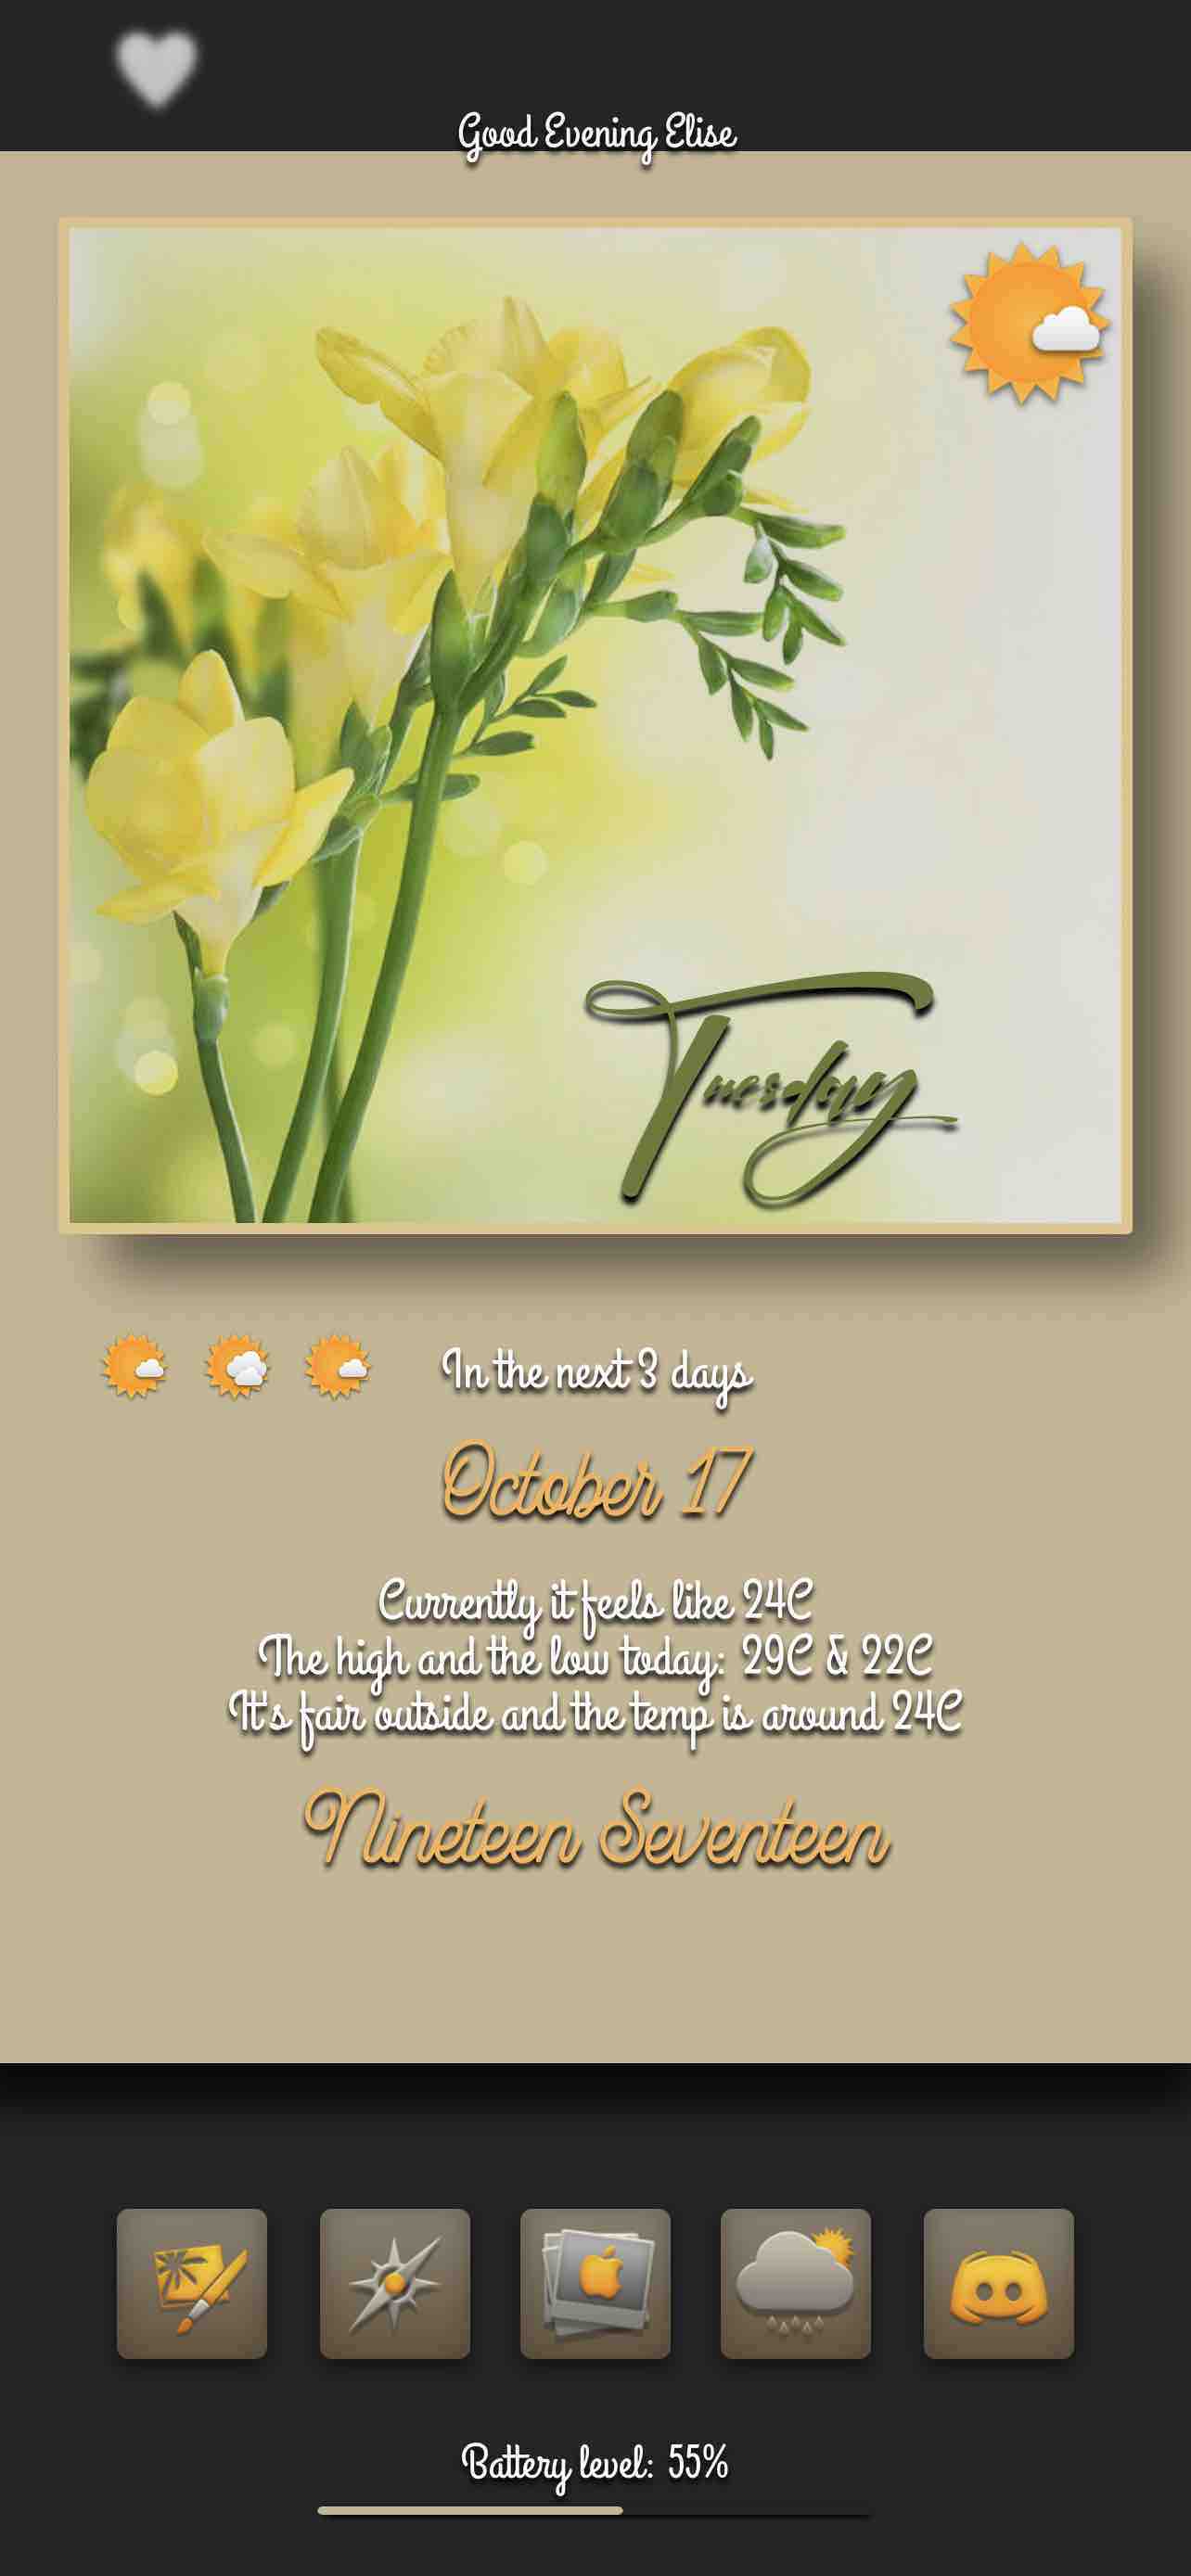 Good Evening Elise
Tuesday
In the next 3 days
October 17
Currently it feels like 24C
The high and the low today: 29C & 22C
It's fair outside and the temp is around 24C
Nineteen Seventeen
Battery level: 55%